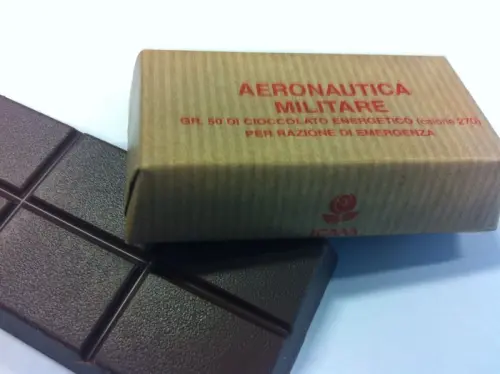 AERONAUTICA
MILITARE
GR. 50 DI CIOCCOLATO ENERGETICO (calorie 270)
PER RAZIONE DI EMERGENZA